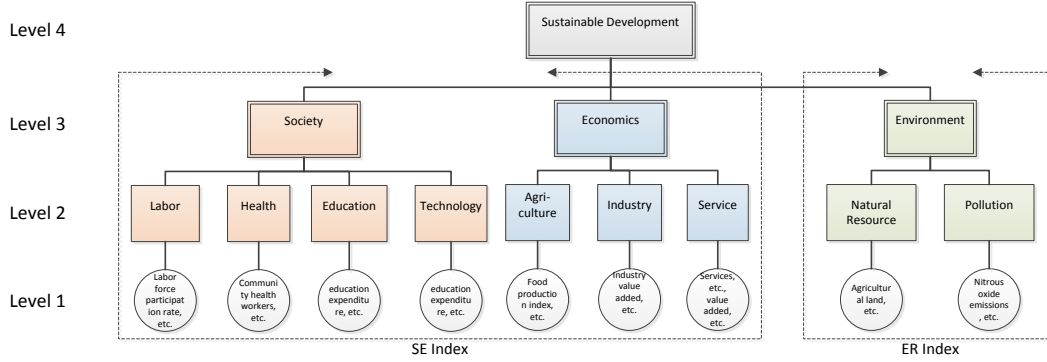 Level 4
Sustainable Development
Level 3
Society
Economics
Environment
Level 2
Labor
Health
Education
Technology
Agri-
culture
Industry
Service
Natural
Resource
Pollution
Level 1
Labor
force
participat
ion rate,
etc.
Communi
ty health
workers,
etc.
education
expenditu
re, etc.
education
expenditu
re, etc.
Food
productio
n index,
etc.
Industry
value
added,
etc.
Services,
etc.,
value
added,
etc.
Agricultur
al land,
etc.
Nitrous
oxide
emissions
, etc.
SE Index
ER Index